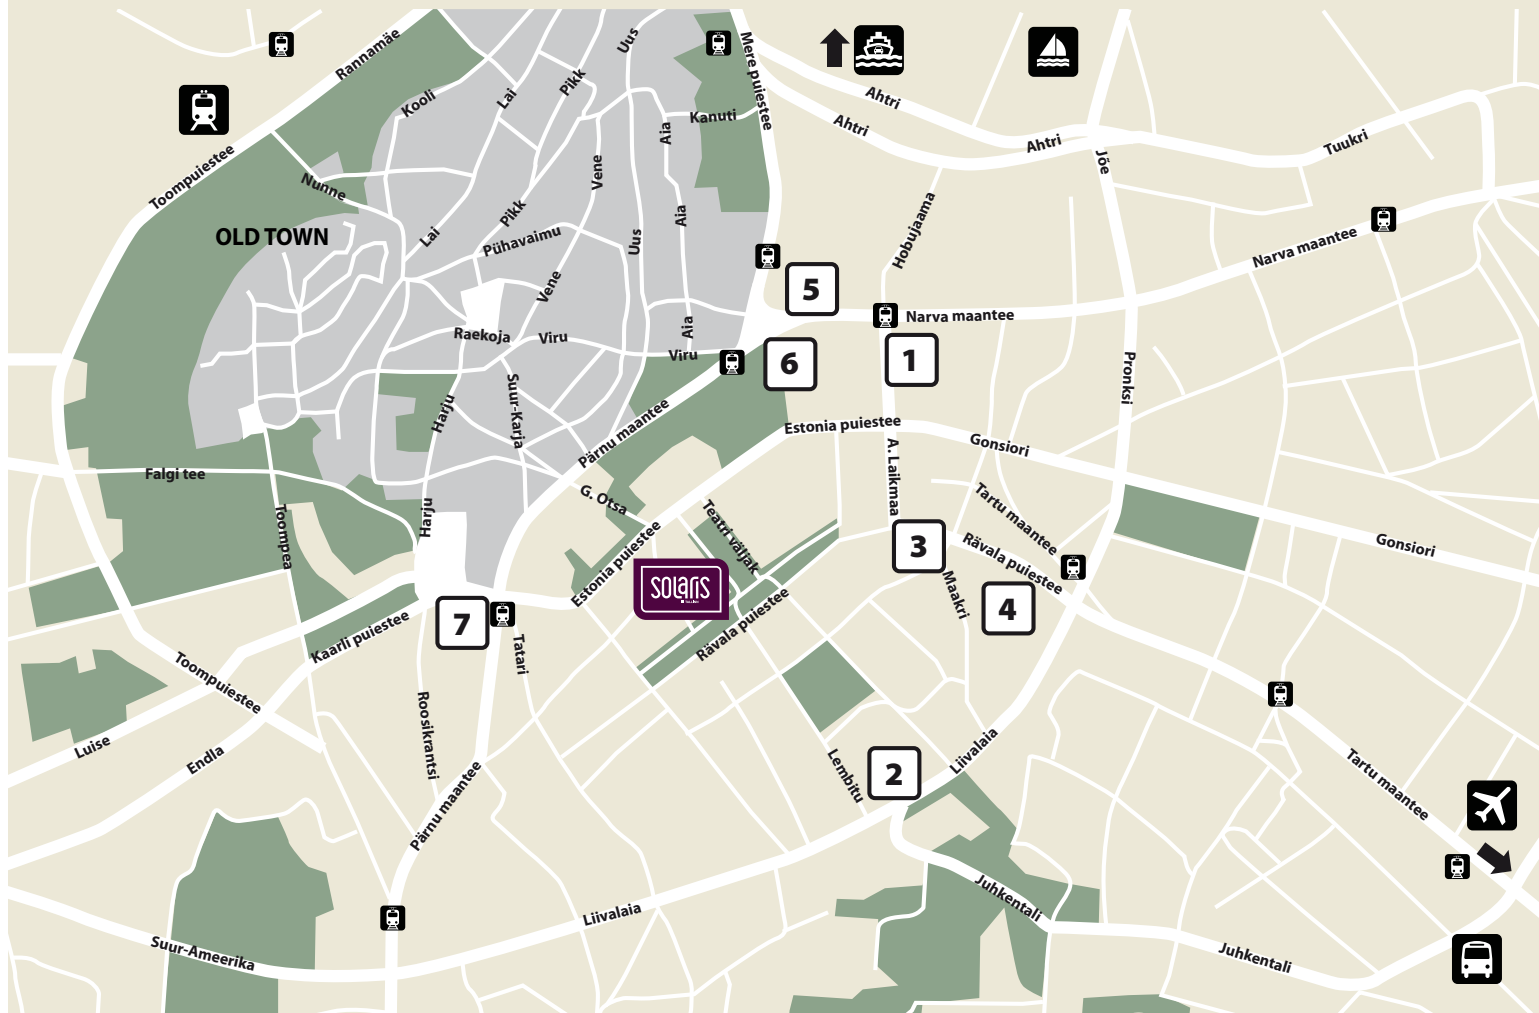 Rannamäe
Kooli
Lai
Pikk
Uus
Mere puiestee
Kanuti
Aia
Ahtri
Ahtri
Ahtri
Jõe
Tuukri
Toompuiestee
Nunne
OLD TOWN
Lai
Pikk
Vene
Pühavaimu
Uus
Aia
Hobujaama
Narva maantee
5
Vene
Narva maantee
Raekoja
Viru
Aia
Viru
6
1
Pronksi
Harju
Suur-Karja
Pärnu maantee
Estonia puiestee
A. Laikmaa
Gonsiori
Falgi tee
Toompea
Harju
G. Otsa
Teatri väljak
Tartu maantee
Gonsiori
Estonia puiestee
SOLARIS
3
Rävala puiestee
Maakri
4
7
Kaarli puiestee
Tatari
Rävala puiestee
Toompuiestee
Luise
Endla
Roosikrantsi
Pärnu maantee
Lembitu
2
Liivalaia
Tartu maantee
Suur-Ameerika
Liivalaia
Juhkentali
Juhkentali